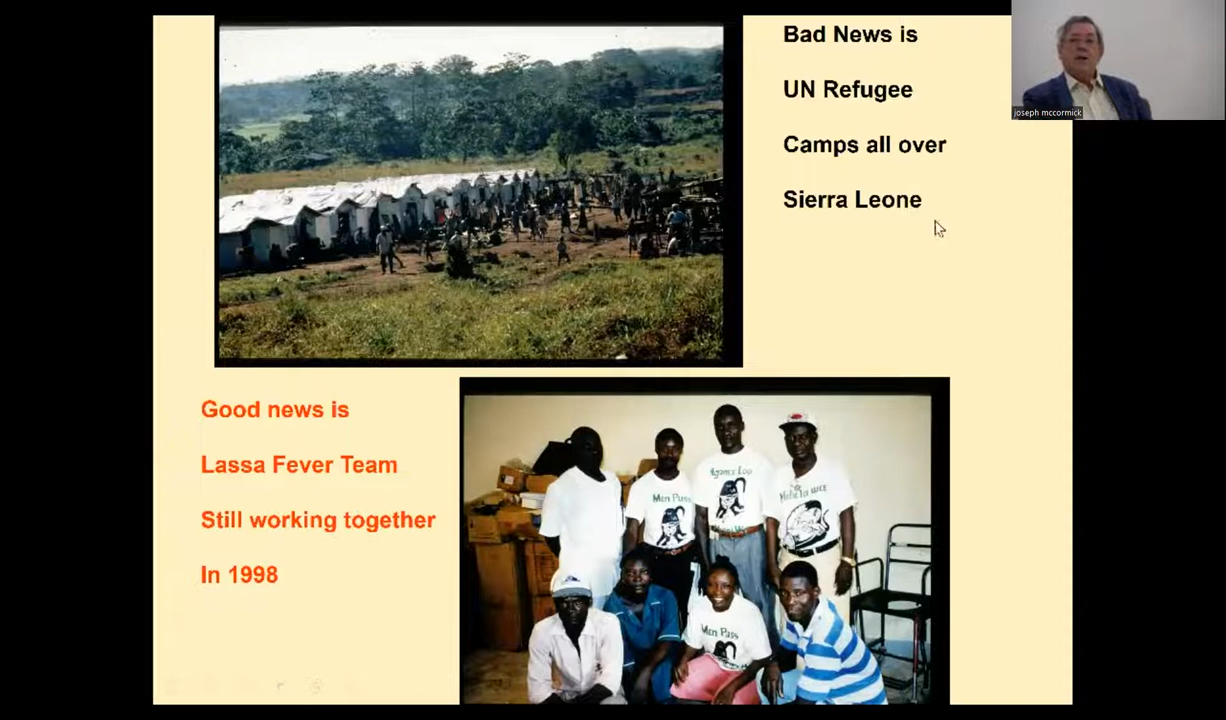 Bad News is
UN Refugee
Camps all over
Sierra Leone
joseph mccormick
Good news is
Lassa Fever Team
Still working together
In 1998
Men Pass
Men Pass